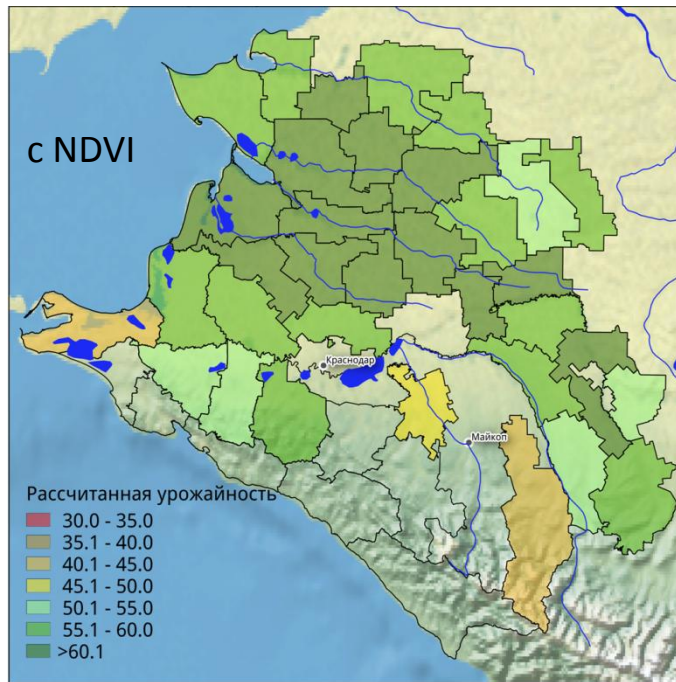 с NDVI
Краснодар
Майкоп
Рассчитанная урожайность
30.0 - 35.0
35.1 - 40.0
40.1 - 45.0
45.1 - 50.0
50.1 - 55.0
55.1 - 60.0
>60.1